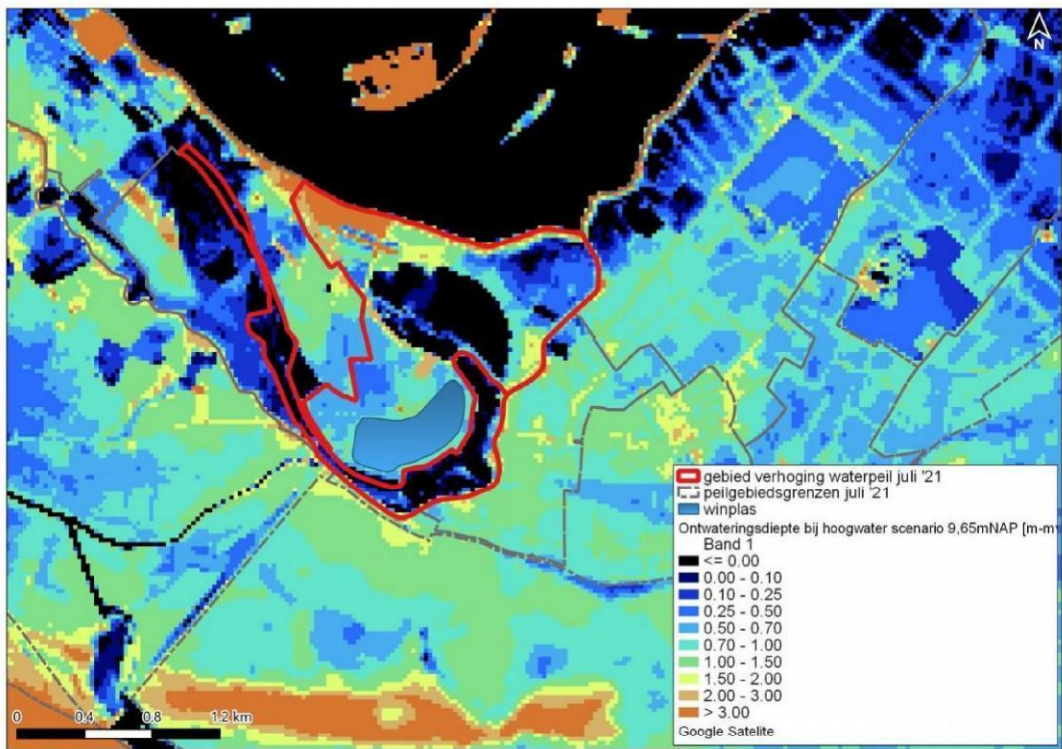 N
gebied verhoging waterpeil juli '21
peilgebiedsgrenzen juli '21
winplas
Ontwateringsdiepte bij hoogwater scenario 9,65mNAP [m-m
Band 1
<= 0.00
0.00 - 0.10
0.10 - 0.25
0.25 - 0.50
0.50 - 0.70
0.70 - 1.00
1.00 - 1.50
1.50 - 2.00
2.00 - 3.00
> 3.00
Google Satelite
0 0.4 0.8 1.2 km